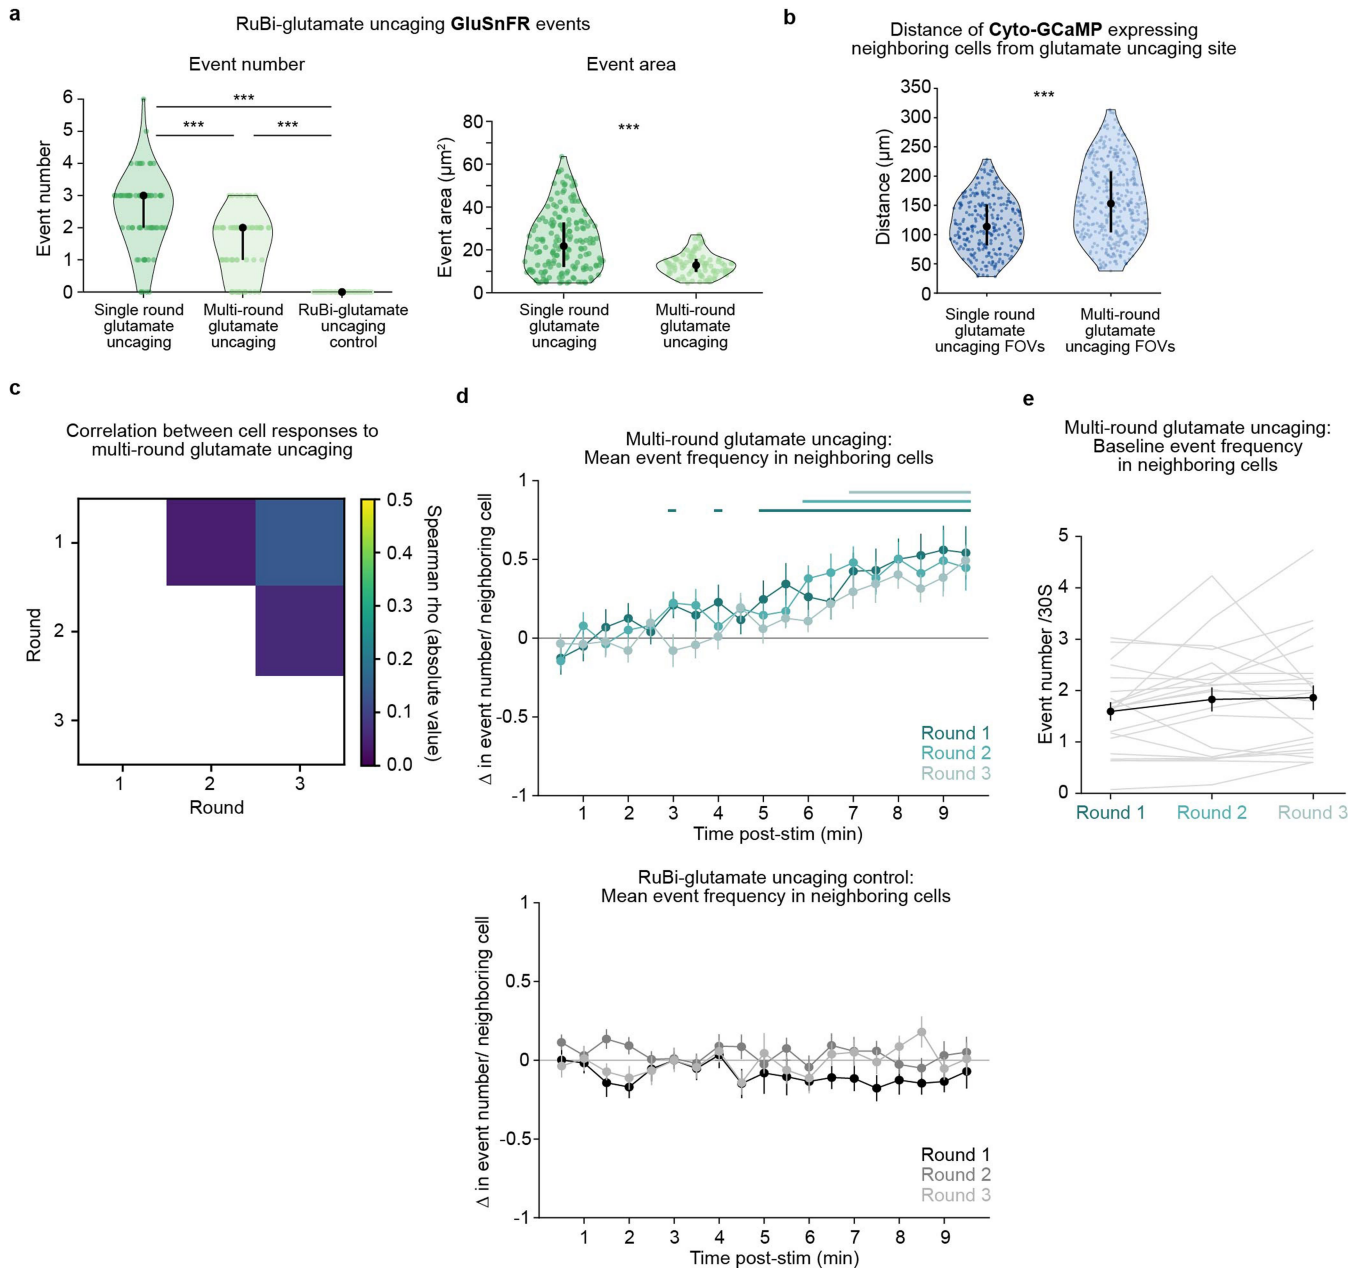 a
RuBi-glutamate uncaging GluSnFR events
Event number
Event number
6
5
4
3
2
1
0
***
***
***
Single round
glutamate
uncaging
Multi-round
glutamate
uncaging
RuBi-glutamate
uncaging
control
Event area
Event area (µm²)
80
60
40
20
0
***
Single round
glutamate
uncaging
Multi-round
glutamate
uncaging
b
Distance of Cyto-GCaMP expressing
neighboring cells from glutamate uncaging site
Distance (µm)
350
300
250
200
150
100
50
0
***
Single round
glutamate
uncaging FOVs
Multi-round
glutamate
uncaging FOVs
c
Correlation between cell responses to
multi-round glutamate uncaging
Round
1
2
3
1
2
3
Round
0.5
0.4
0.3
0.2
0.1
0.0
Spearman rho (absolute value)
d
Multi-round glutamate uncaging:
Mean event frequency in neighboring cells
Δ in event number/ neighboring cell
1
0.5
0
-0.5
-1
Round 1
Round 2
Round 3
1
2
3
4
5
6
7
8
9
Time post-stim (min)
RuBi-glutamate uncaging control:
Mean event frequency in neighboring cells
Δ in event number/ neighboring cell
1
0.5
0
-0.5
-1
Round 1
Round 2
Round 3
1
2
3
4
5
6
7
8
9
Time post-stim (min)
e
Multi-round glutamate uncaging:
Baseline event frequency
in neighboring cells
Event number /30S
5
4
3
2
1
0
Round 1
Round 2
Round 3